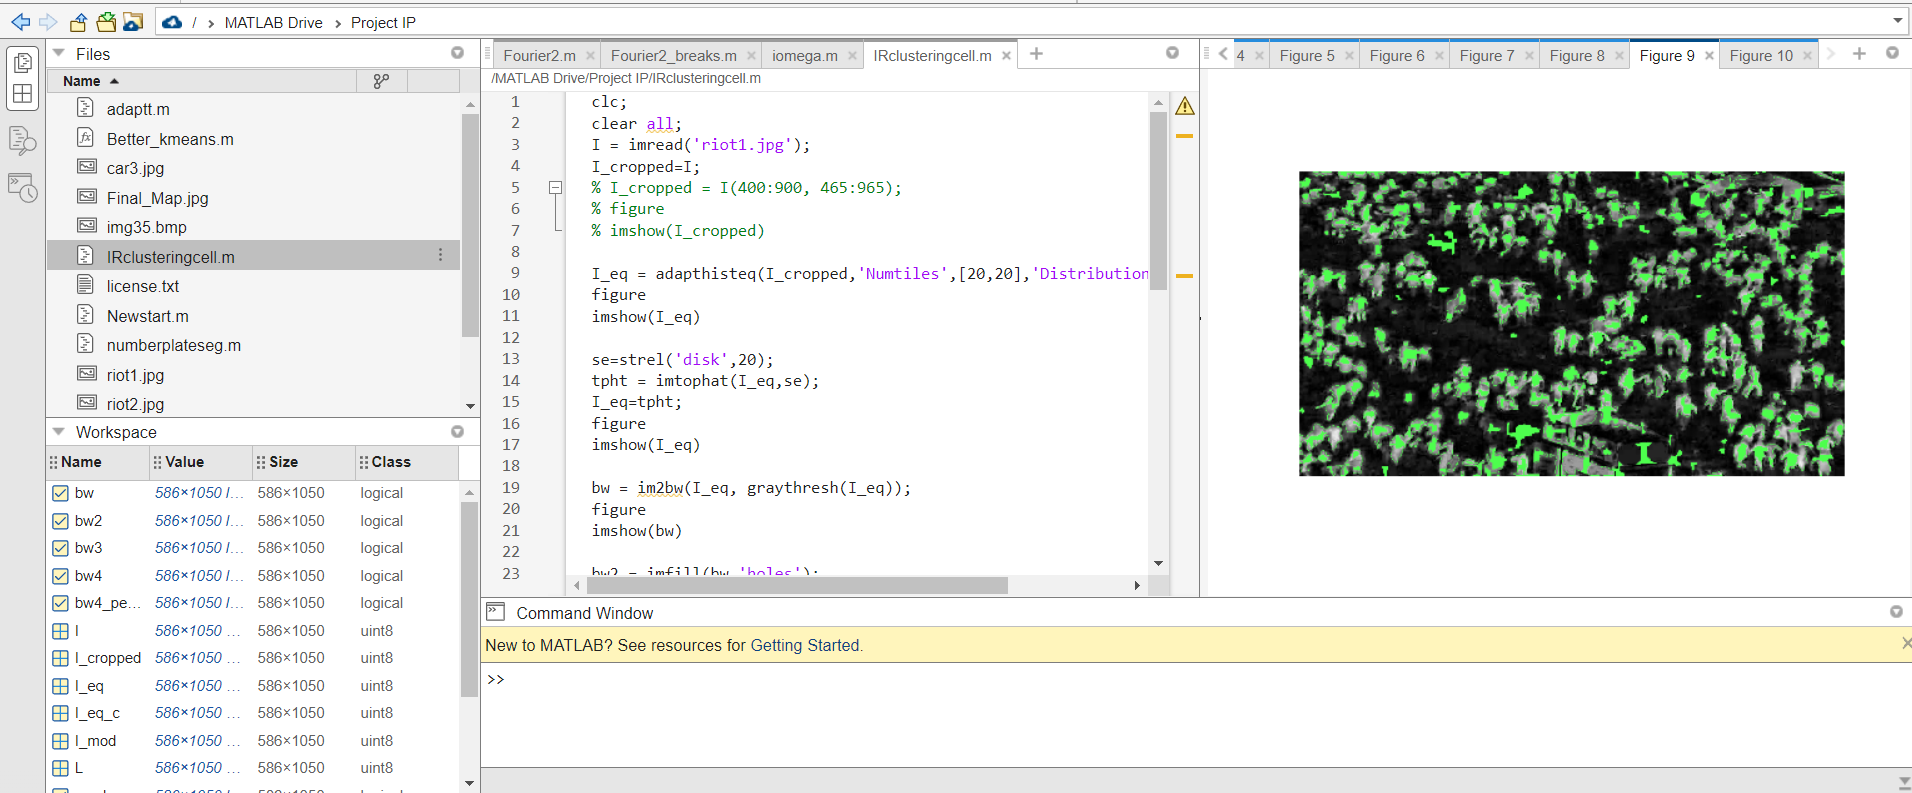 / › MATLAB Drive › Project IP
Files
Name
adaptt.m
Better_kmeans.m
car3.jpg
Final_Map.jpg
img35.bmp
IRclusteringcell.m
license.txt
Newstart.m
numberplateseg.m
riot1.jpg
riot2.jpg
Workspace
Name Value Size Class
bw 586×1050 l... 586×1050 logical
bw2 586×1050 l... 586×1050 logical
bw3 586×1050 l... 586×1050 logical
bw4 586×1050 l... 586×1050 logical
bw4_pe... 586×1050 l... 586×1050 logical
I 586×1050 ... 586×1050 uint8
I_cropped 586×1050 ... 586×1050 uint8
I_eq 586×1050 ... 586×1050 uint8
I_eq_c 586×1050 ... 586×1050 uint8
I_mod 586×1050 ... 586×1050 uint8
L 586×1050 ... 586×1050 uint8
Fourier2.m Fourier2_breaks.m iomega.m IRclusteringcell.m
/MATLAB Drive/Project IP/IRclusteringcell.m
1 clc;
2 clear all;
3 I = imread('riot1.jpg');
4 I_cropped=I;
5 % I_cropped = I(400:900, 465:965);
6 % figure
7 % imshow(I_cropped)
8
9 I_eq = adapthisteq(I_cropped,'Numtiles',[20,20],'Distribution
10 figure
11 imshow(I_eq)
12
13 se=strel('disk',20);
14 tpht = imtophat(I_eq,se);
15 I_eq=tpht;
16 figure
17 imshow(I_eq)
18
19 bw = im2bw(I_eq, graythresh(I_eq));
20 figure
21 imshow(bw)
22
23 bw2 = imfill(bw,'holes');
4 Figure 5 Figure 6 Figure 7 Figure 8 Figure 9 Figure 10
Command Window
New to MATLAB? See resources for Getting Started.
>>